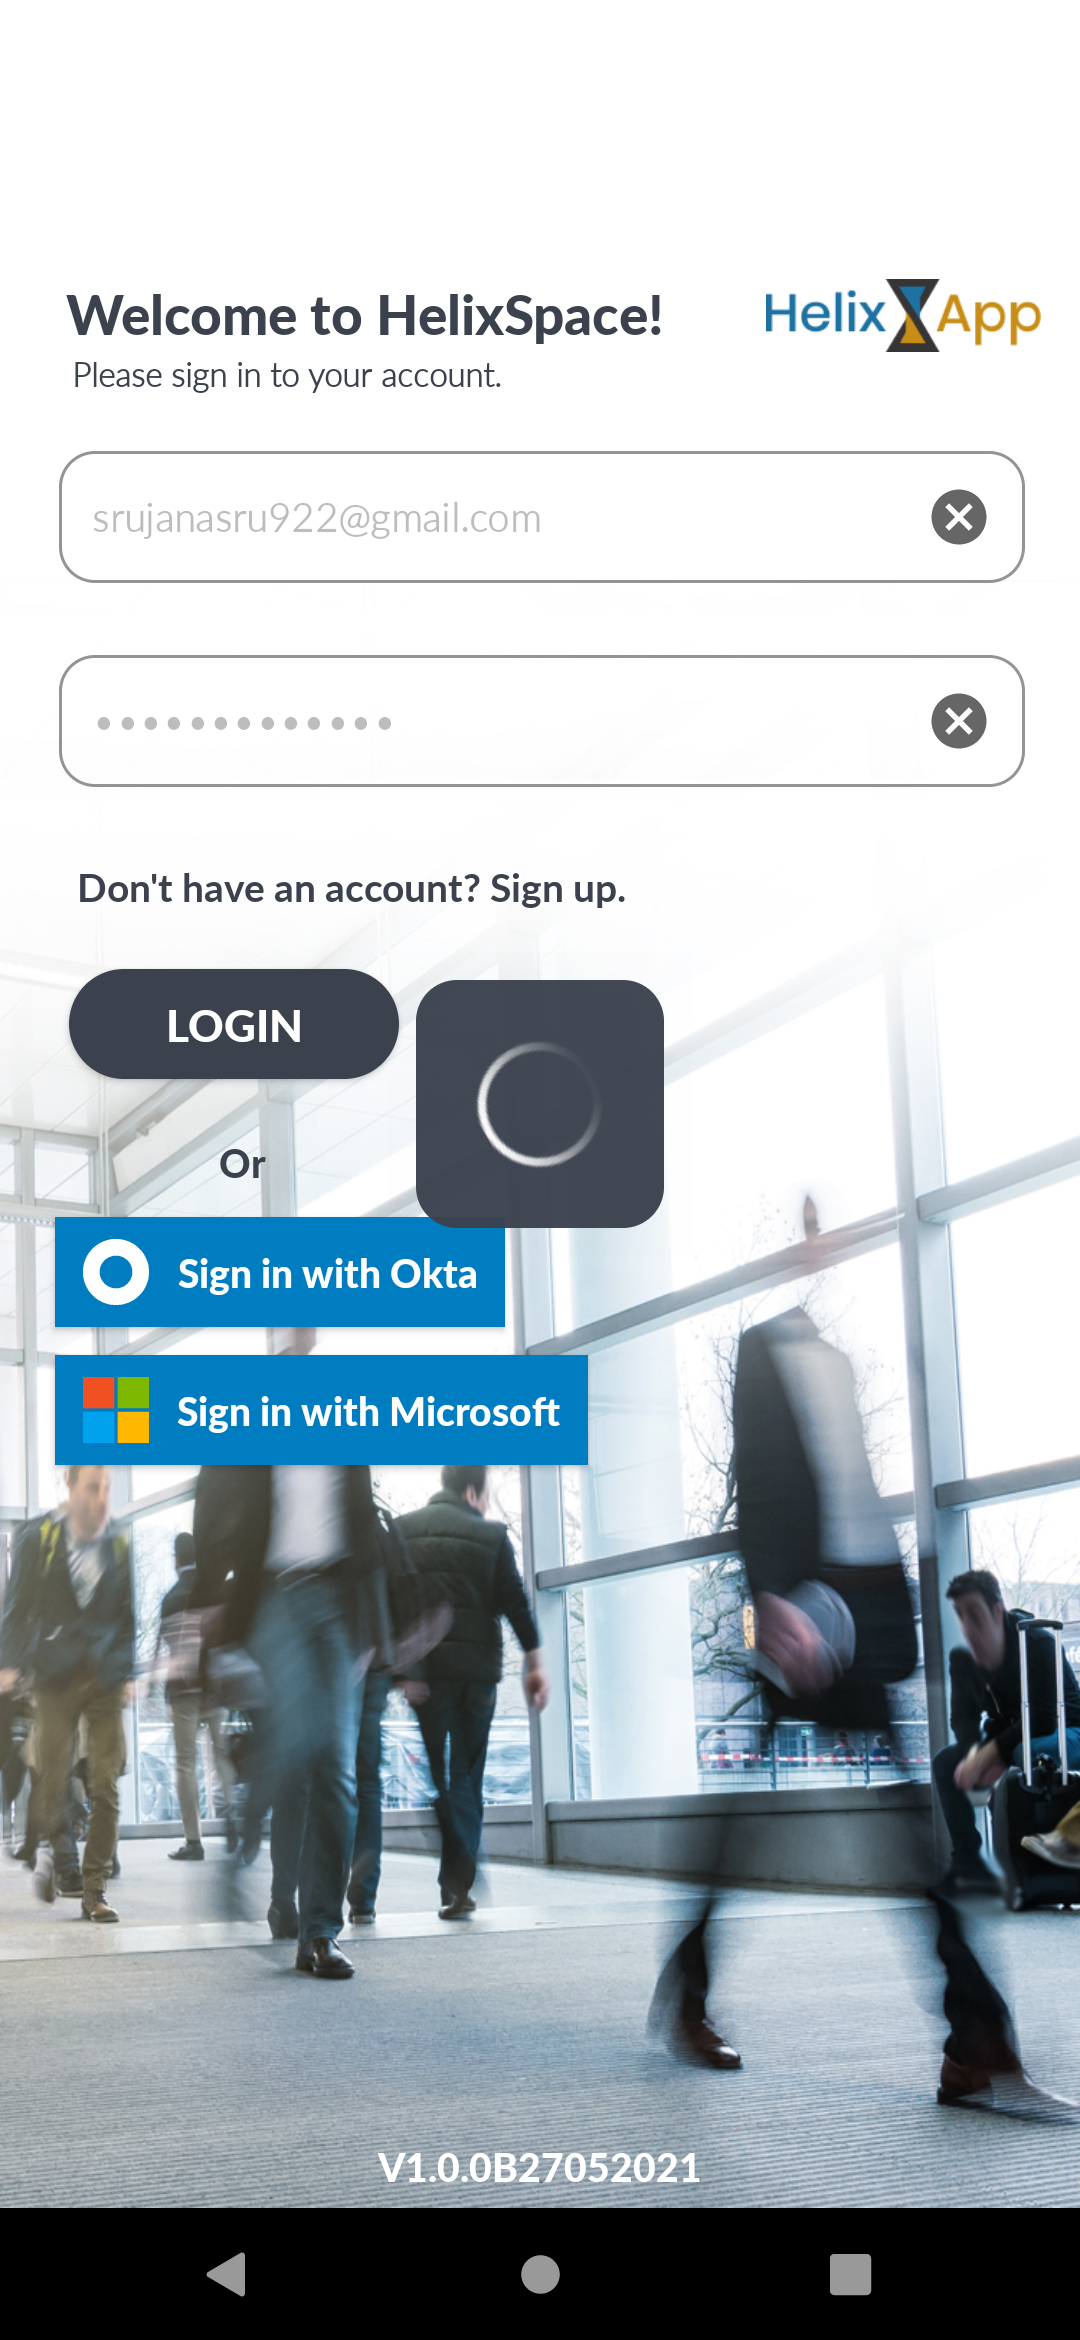 Welcome to HelixSpace!
Helix App
Please sign in to your account.
srujanasru922@gmail.com
•••••••••••••
Don't have an account? Sign up.
LOGIN
Or
Sign in with Okta
Sign in with Microsoft
V1.0.0B27052021